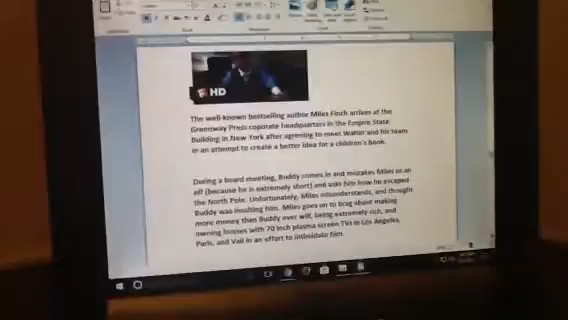 HD
The well-known bestselling author Miles Finch arrives at the
Greenway Press coporate headquarters in the Empire State
Building in New York after agreeing to meet Walter and his team
in an attempt to create a better idea for a children's book.
During a board meeting, Buddy comes in and mistakes Miles as an
elf (because he is extremely short) and asks him how he escaped
the North Pole. Unfortunately, Miles misunderstands, and thought
Buddy was insulting him. Miles goes on to brag about making
more money then Buddy ever will, being extremely rich, and
owning houses with 70 inch plasma screen TVs in Los Angeles,
Paris, and Vail in an effort to intimidate him.